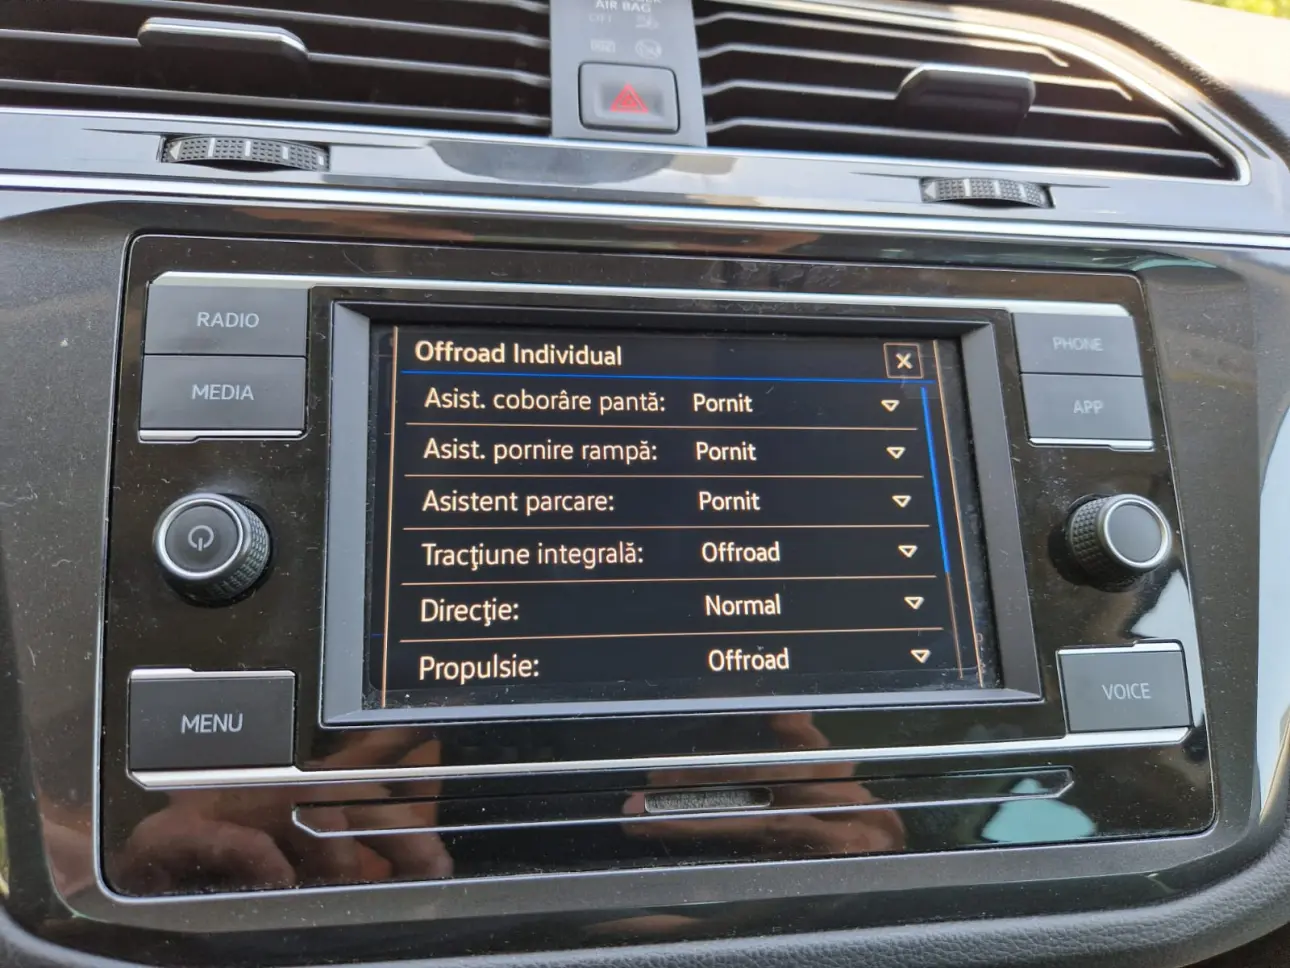 AIR BAG
OFF
RADIO
MEDIA
PHONE
APP
Offroad Individual
X
Asist. coborâre pantă: Pornit
Asist. pornire rampă: Pornit
Asistent parcare: Pornit
Tracţiune integrală: Offroad
Direcţie: Normal
Propulsie: Offroad
MENU
VOICE